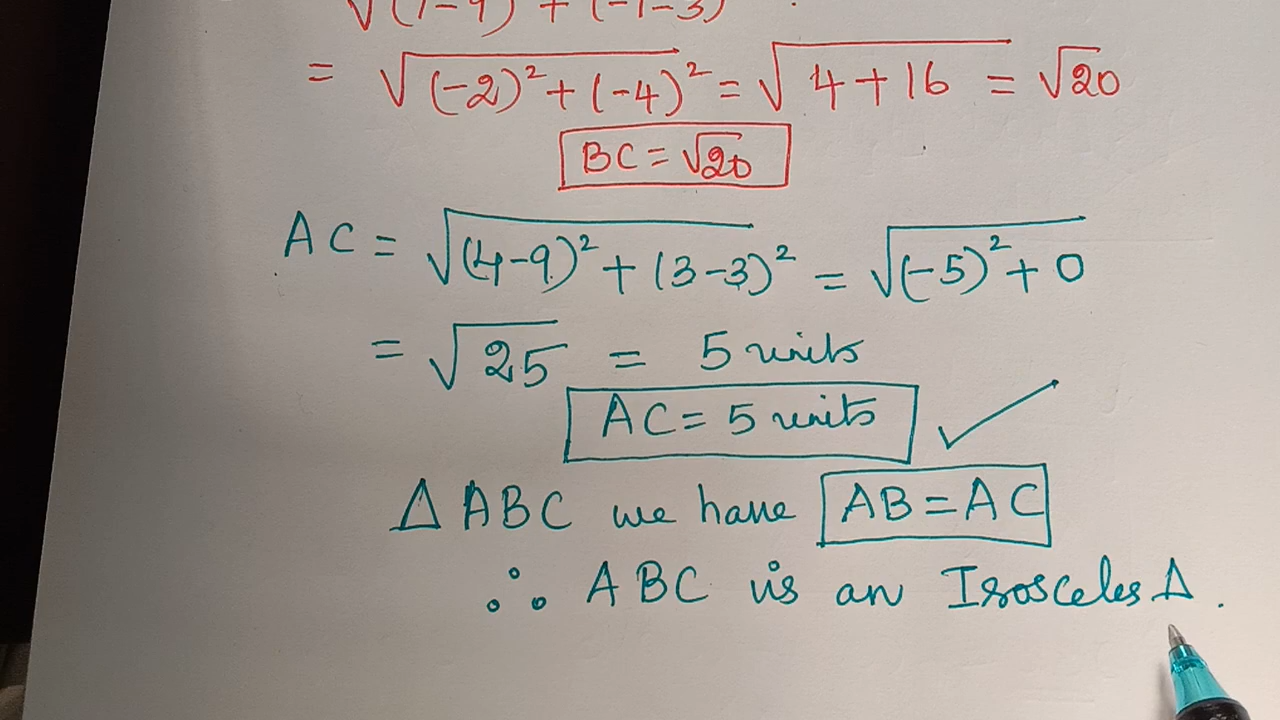 = √(-2)² + (-4)² = √4 + 16 = √20
BC = √20
AC = √(4-9)² + (3-3)² = √(-5)² + 0
= √25 = 5 units
AC = 5 units ✓
Δ ABC we have AB = AC
∴ ABC is an Isosceles Δ.